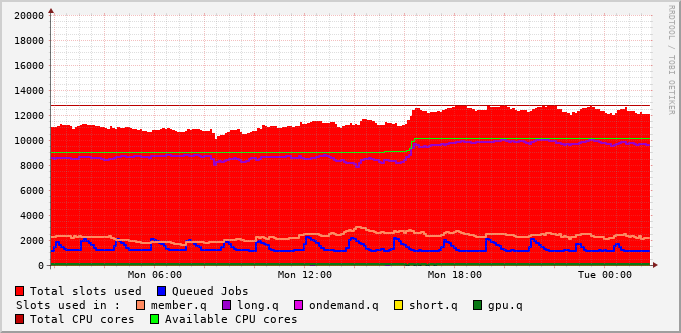 20000
18000
16000
14000
12000
10000
8000
6000
4000
2000
0
Mon 06:00 Mon 12:00 Mon 18:00 Tue 00:00
Total slots used Queued Jobs
Slots used in : member.q long.q ondemand.q short.q gpu.q
Total CPU cores Available CPU cores
RRDTOOL / TOBI OETIKER